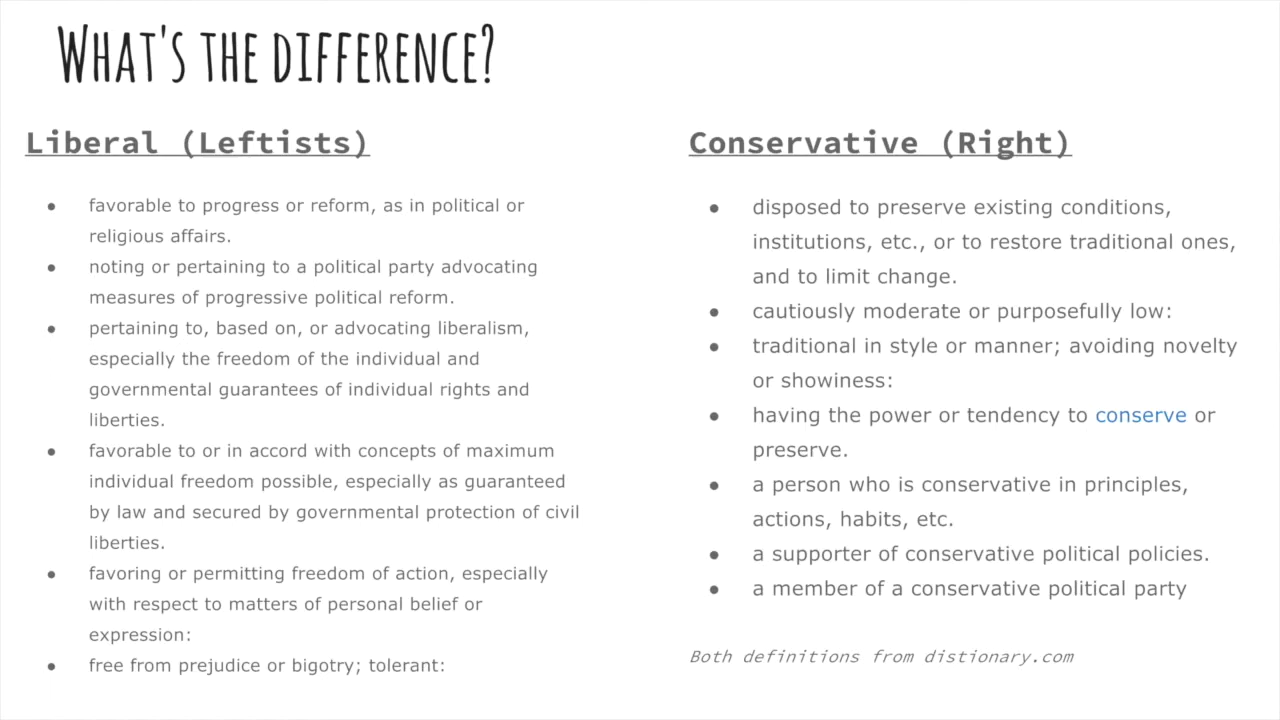 WHAT'S THE DIFFERENCE?
Liberal (Leftists)
● favorable to progress or reform, as in political or
religious affairs.
● noting or pertaining to a political party advocating
measures of progressive political reform.
● pertaining to, based on, or advocating liberalism,
especially the freedom of the individual and
governmental guarantees of individual rights and
liberties.
● favorable to or in accord with concepts of maximum
individual freedom possible, especially as guaranteed
by law and secured by governmental protection of civil
liberties.
● favoring or permitting freedom of action, especially
with respect to matters of personal belief or
expression:
● free from prejudice or bigotry; tolerant:
Conservative (Right)
● disposed to preserve existing conditions,
institutions, etc., or to restore traditional ones,
and to limit change.
● cautiously moderate or purposefully low:
● traditional in style or manner; avoiding novelty
or showiness:
● having the power or tendency to conserve or
preserve.
● a person who is conservative in principles,
actions, habits, etc.
● a supporter of conservative political policies.
● a member of a conservative political party
Both definitions from distionary.com